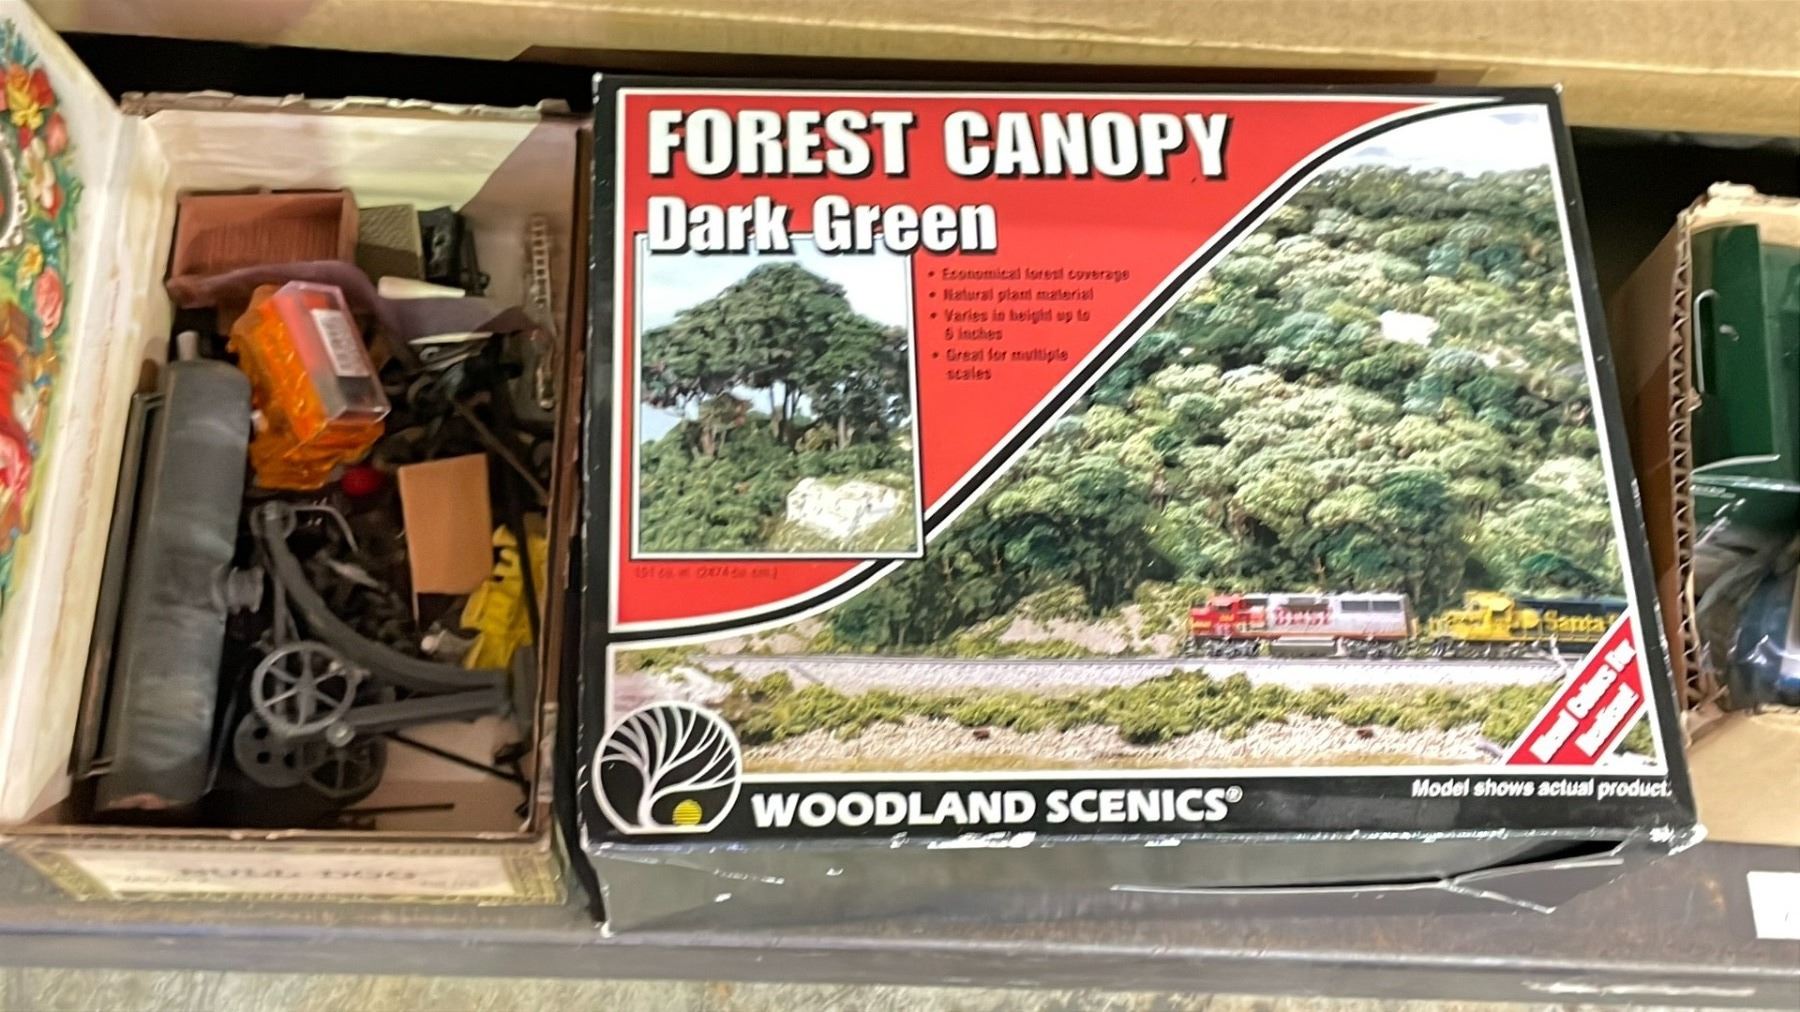 FOREST CANOPY
Dark Green
• Economical forest coverage
• Natural plant material
• Varies in height up to
6 inches
• Great for multiple
scales
Santa
WOODLAND SCENICS®
Model shows actual product.